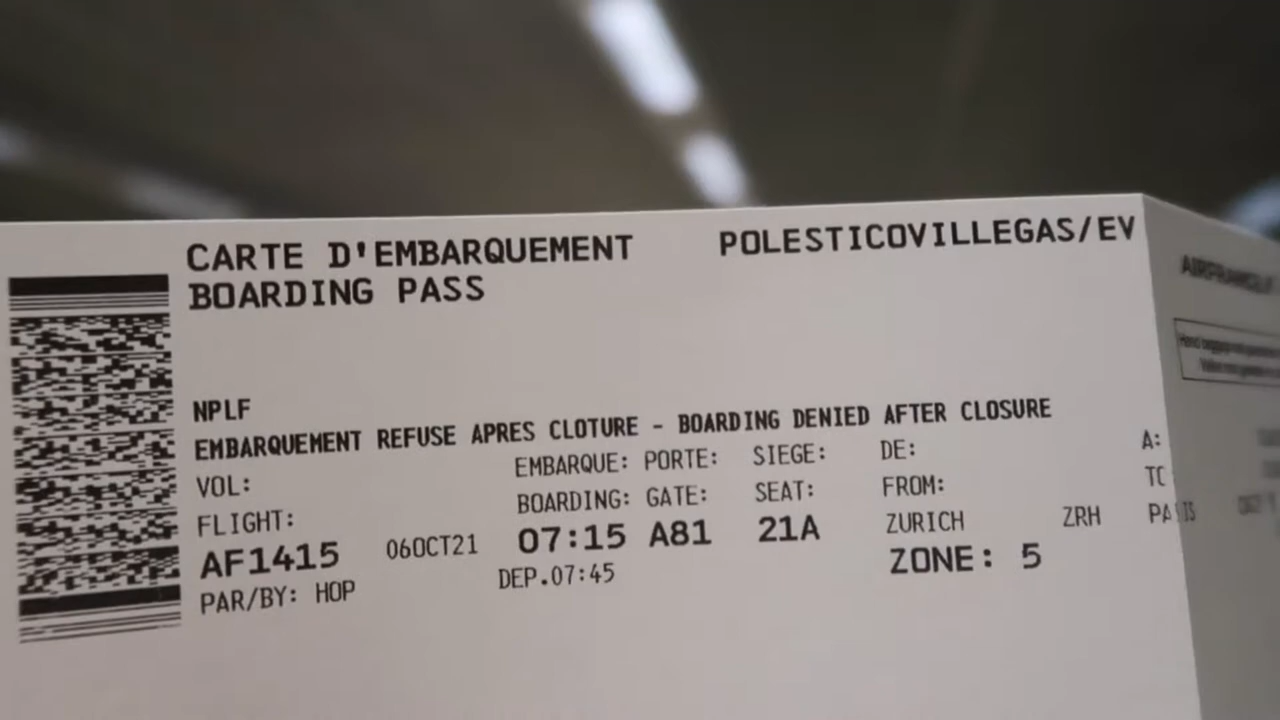 CARTE D'EMBARQUEMENT POLESTICOVILLEGAS/EV
BOARDING PASS
NPLF
EMBARQUEMENT REFUSE APRES CLOTURE - BOARDING DENIED AFTER CLOSURE
VOL: EMBARQUE: PORTE: SIEGE: DE: A:
FLIGHT: BOARDING: GATE: SEAT: FROM: TO
AF1415 06OCT21 07:15 A81 21A ZURICH ZRH
PAR/BY: HOP DEP.07:45 ZONE: 5